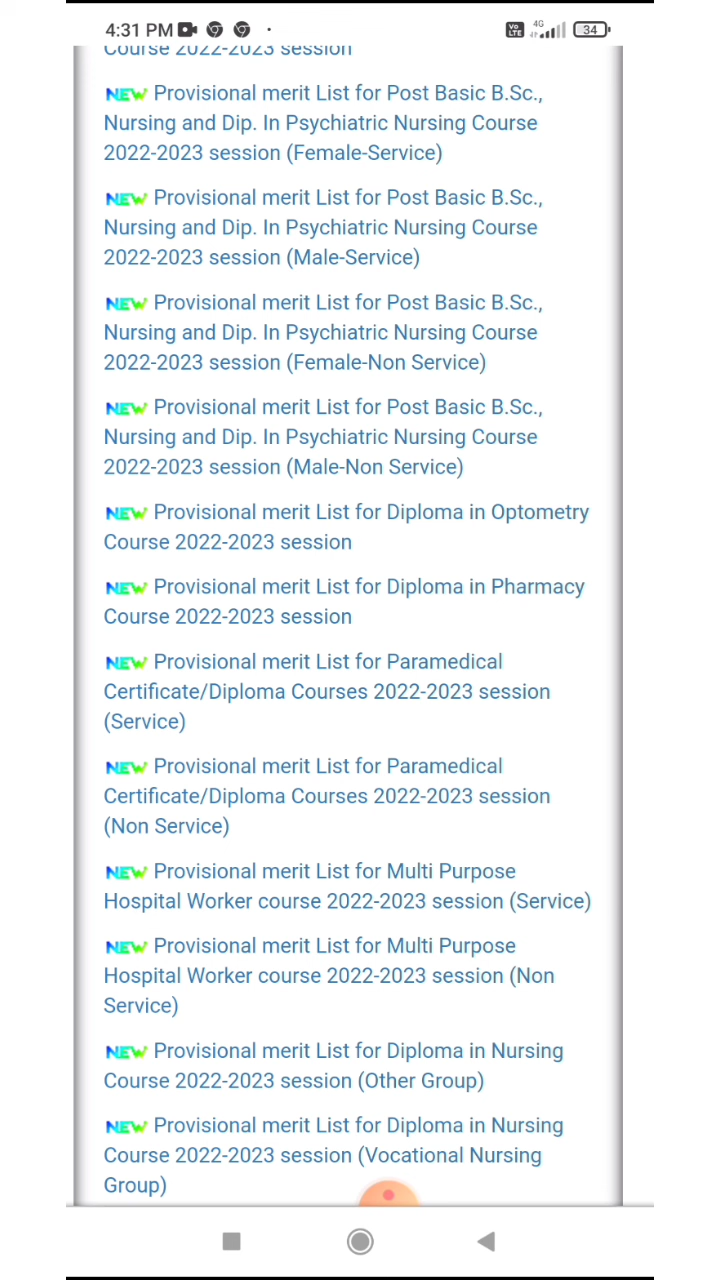 4:31 PM
Vo LTE 4G 34
Course 2022-2023 session
NEW Provisional merit List for Post Basic B.Sc.,
Nursing and Dip. In Psychiatric Nursing Course
2022-2023 session (Female-Service)
NEW Provisional merit List for Post Basic B.Sc.,
Nursing and Dip. In Psychiatric Nursing Course
2022-2023 session (Male-Service)
NEW Provisional merit List for Post Basic B.Sc.,
Nursing and Dip. In Psychiatric Nursing Course
2022-2023 session (Female-Non Service)
NEW Provisional merit List for Post Basic B.Sc.,
Nursing and Dip. In Psychiatric Nursing Course
2022-2023 session (Male-Non Service)
NEW Provisional merit List for Diploma in Optometry
Course 2022-2023 session
NEW Provisional merit List for Diploma in Pharmacy
Course 2022-2023 session
NEW Provisional merit List for Paramedical
Certificate/Diploma Courses 2022-2023 session
(Service)
NEW Provisional merit List for Paramedical
Certificate/Diploma Courses 2022-2023 session
(Non Service)
NEW Provisional merit List for Multi Purpose
Hospital Worker course 2022-2023 session (Service)
NEW Provisional merit List for Multi Purpose
Hospital Worker course 2022-2023 session (Non
Service)
NEW Provisional merit List for Diploma in Nursing
Course 2022-2023 session (Other Group)
NEW Provisional merit List for Diploma in Nursing
Course 2022-2023 session (Vocational Nursing
Group)